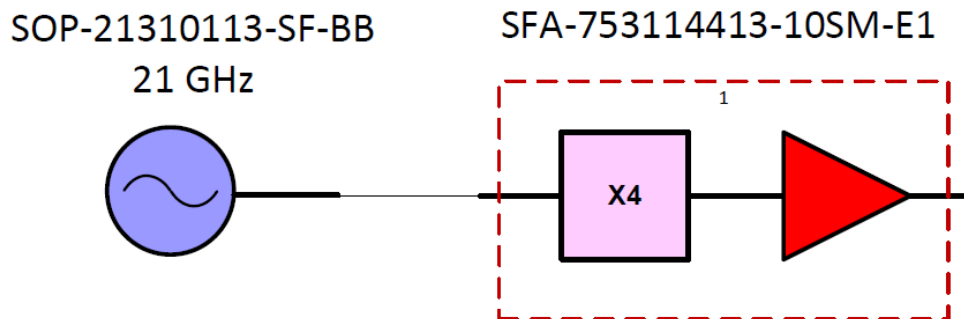 SOP-21310113-SF-BB
21 GHz
SFA-753114413-10SM-E1
1
X4